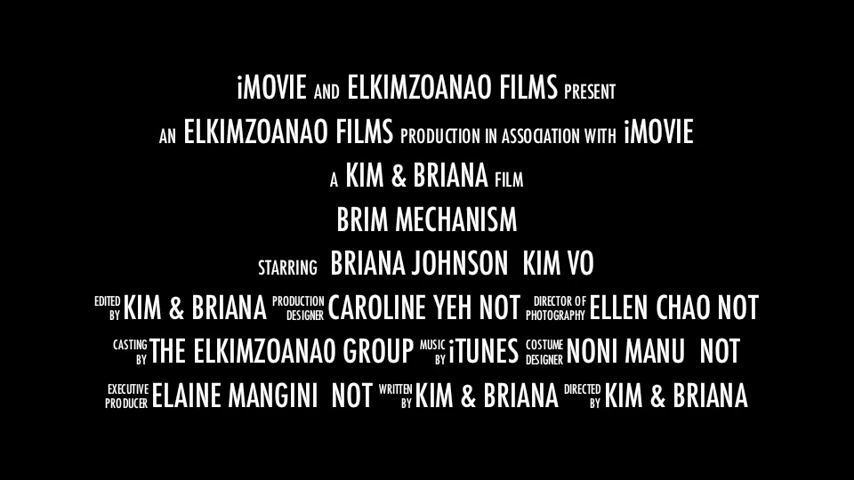 iMOVIE AND ELKIMZOANAO FILMS PRESENT
AN ELKIMZOANAO FILMS PRODUCTION IN ASSOCIATION WITH iMOVIE
A KIM & BRIANA FILM
BRIM MECHANISM
STARRING BRIANA JOHNSON KIM VO
EDITED BY KIM & BRIANA PRODUCTION DESIGNER CAROLINE YEH NOT DIRECTOR OF PHOTOGRAPHY ELLEN CHAO NOT
CASTING BY THE ELKIMZOANAO GROUP MUSIC BY iTUNES COSTUME DESIGNER NONI MANU NOT
EXECUTIVE PRODUCER ELAINE MANGINI NOT WRITTEN BY KIM & BRIANA DIRECTED BY KIM & BRIANA